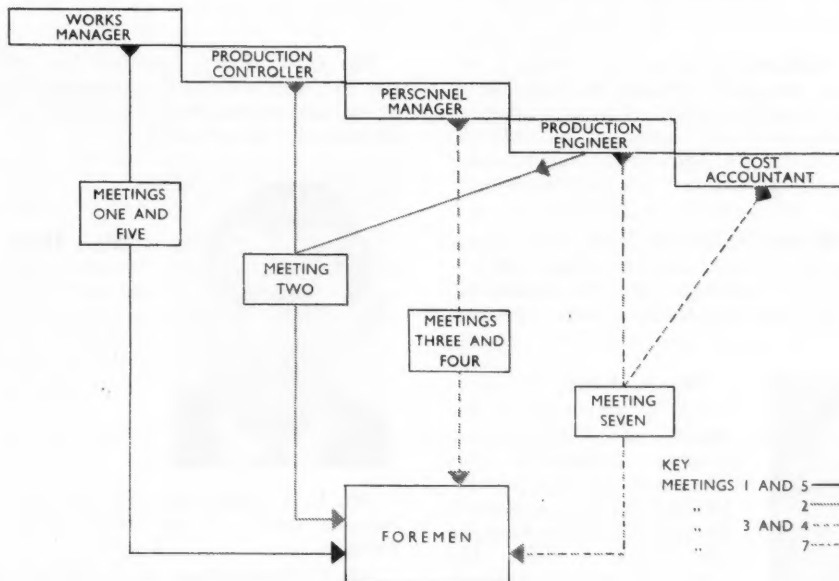 WORKS
MANAGER
PRODUCTION
CONTROLLER
PERSONNEL
MANAGER
PRODUCTION
ENGINEER
COST
ACCOUNTANT
MEETINGS
ONE AND
FIVE
MEETING
TWO
MEETINGS
THREE AND
FOUR
MEETING
SEVEN
FOREMEN
KEY
MEETINGS 1 AND 5
,, 2
,, 3 AND 4
,, 7